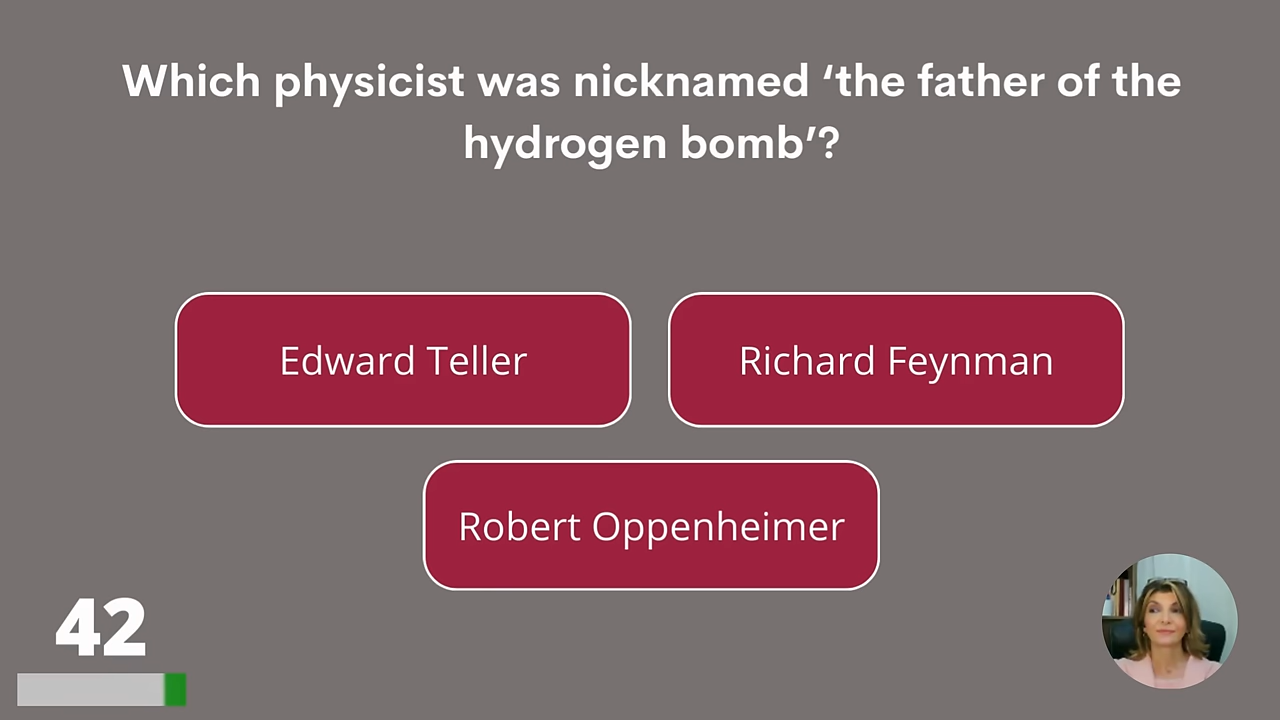 Which physicist was nicknamed ‘the father of the
hydrogen bomb’?
Edward Teller
Richard Feynman
Robert Oppenheimer
42